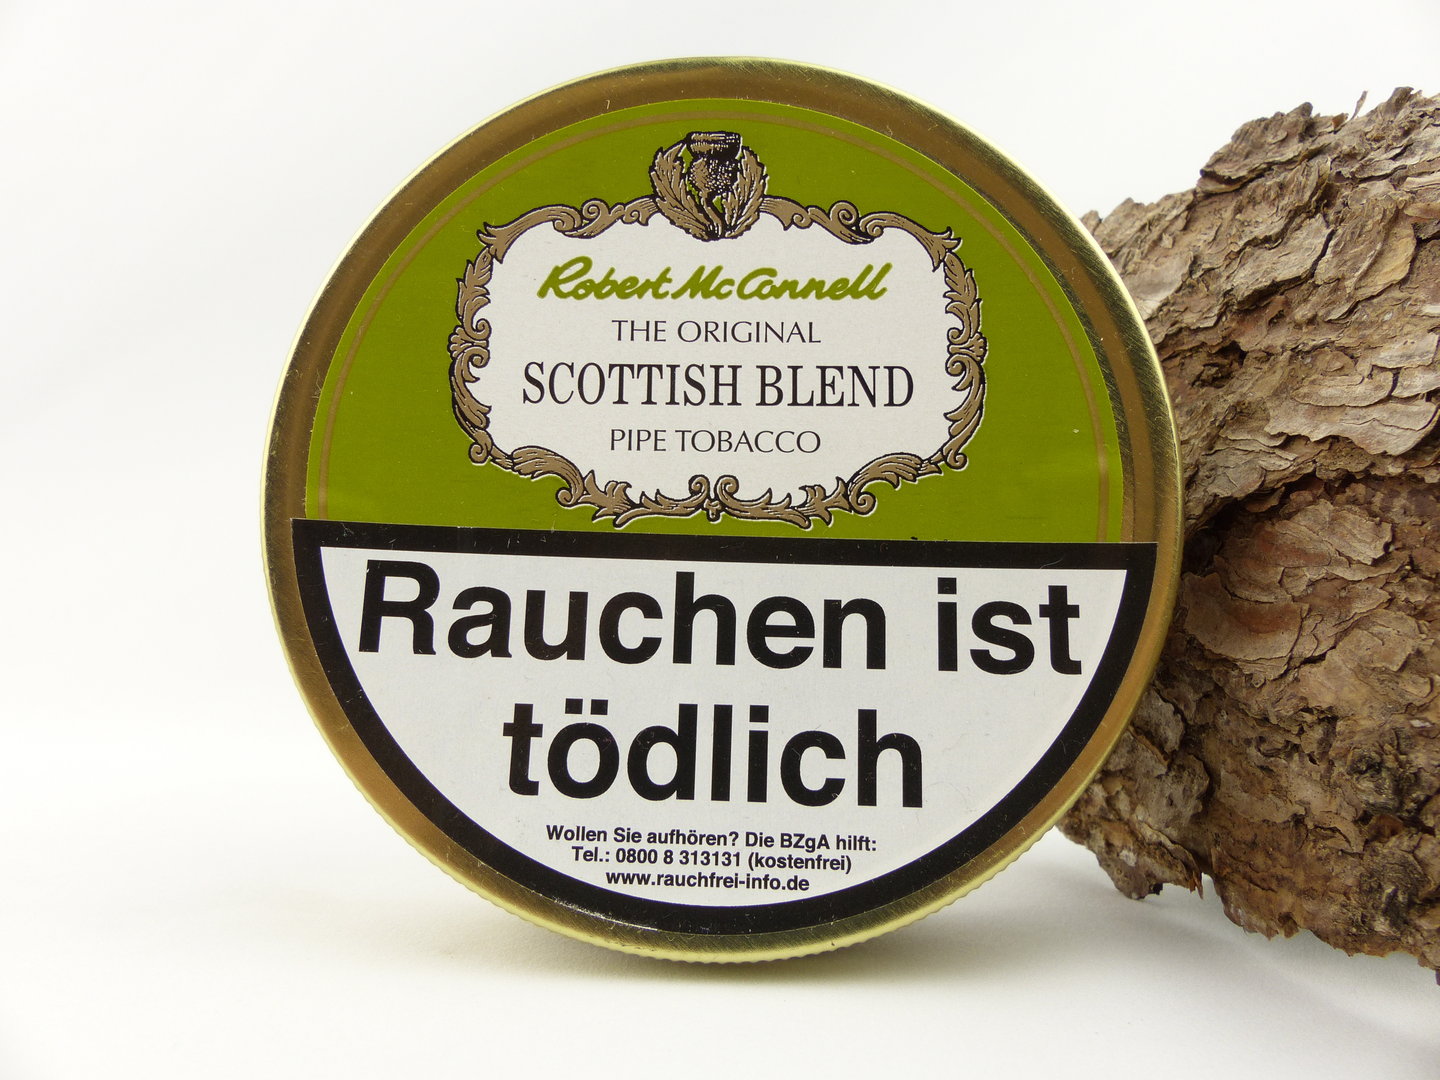 Robert McConnell
THE ORIGINAL
SCOTTISH BLEND
PIPE TOBACCO
Rauchen ist
tödlich
Wollen Sie aufhören? Die BZgA hilft:
Tel.: 0800 8 313131 (kostenfrei)
www.rauchfrei-info.de